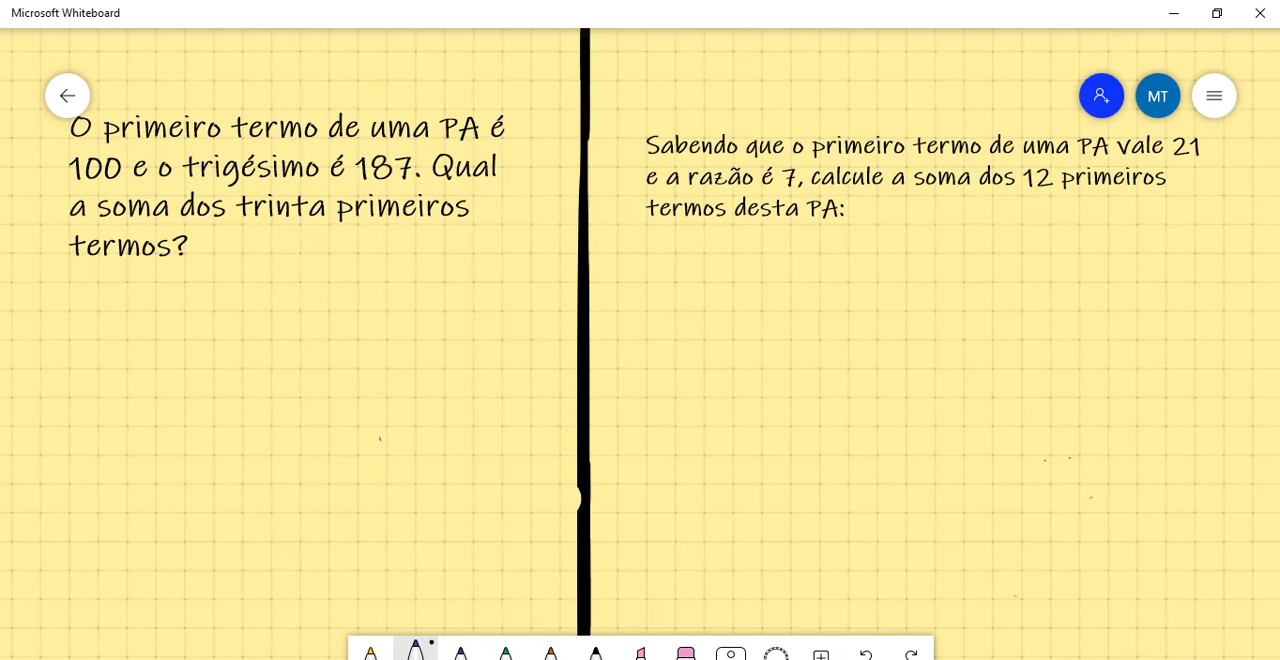 Microsoft Whiteboard
MT
O primeiro termo de uma PA é
100 e o trigésimo é 187. Qual
a soma dos trinta primeiros
termos?
Sabendo que o primeiro termo de uma PA vale 21
e a razão é 7, calcule a soma dos 12 primeiros
termos desta PA: